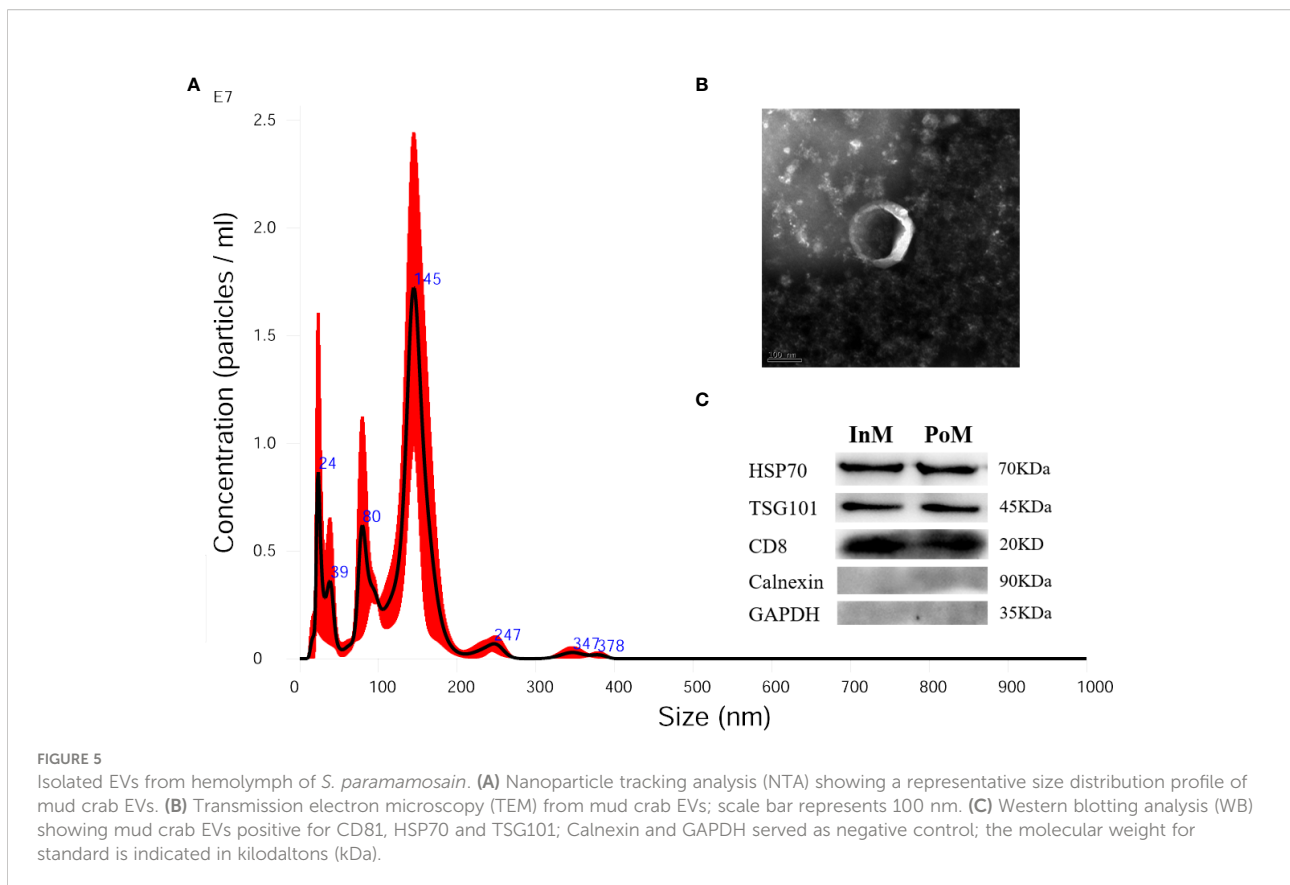 A
E7
Concentration (particles / ml)
2.5
2.0
1.5
1.0
0.5
0
24
39
80
145
247
347
378
0 100 200 300 400 500 600 700 800 900 1000
Size (nm)
B
100 nm
C
InM PoM
HSP70 70KDa
TSG101 45KDa
CD8 20KD
Calnexin 90KDa
GAPDH 35KDa
FIGURE 5
Isolated EVs from hemolymph of S. paramamosain. (A) Nanoparticle tracking analysis (NTA) showing a representative size distribution profile of
mud crab EVs. (B) Transmission electron microscopy (TEM) from mud crab EVs; scale bar represents 100 nm. (C) Western blotting analysis (WB)
showing mud crab EVs positive for CD81, HSP70 and TSG101; Calnexin and GAPDH served as negative control; the molecular weight for
standard is indicated in kilodaltons (kDa).